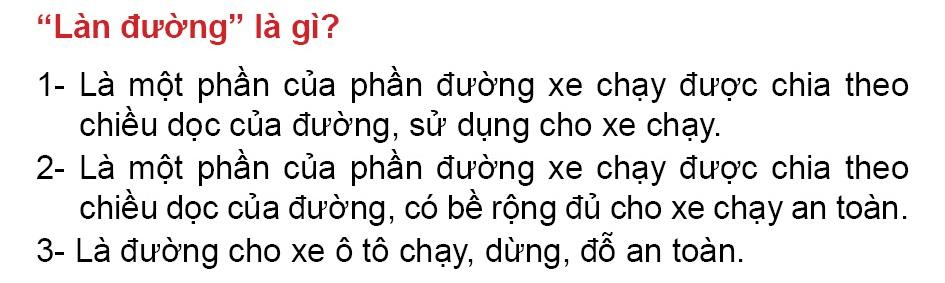 “Làn đường” là gì?
1- Là một phần của phần đường xe chạy được chia theo
chiều dọc của đường, sử dụng cho xe chạy.
2- Là một phần của phần đường xe chạy được chia theo
chiều dọc của đường, có bề rộng đủ cho xe chạy an toàn.
3- Là đường cho xe ô tô chạy, dừng, đỗ an toàn.